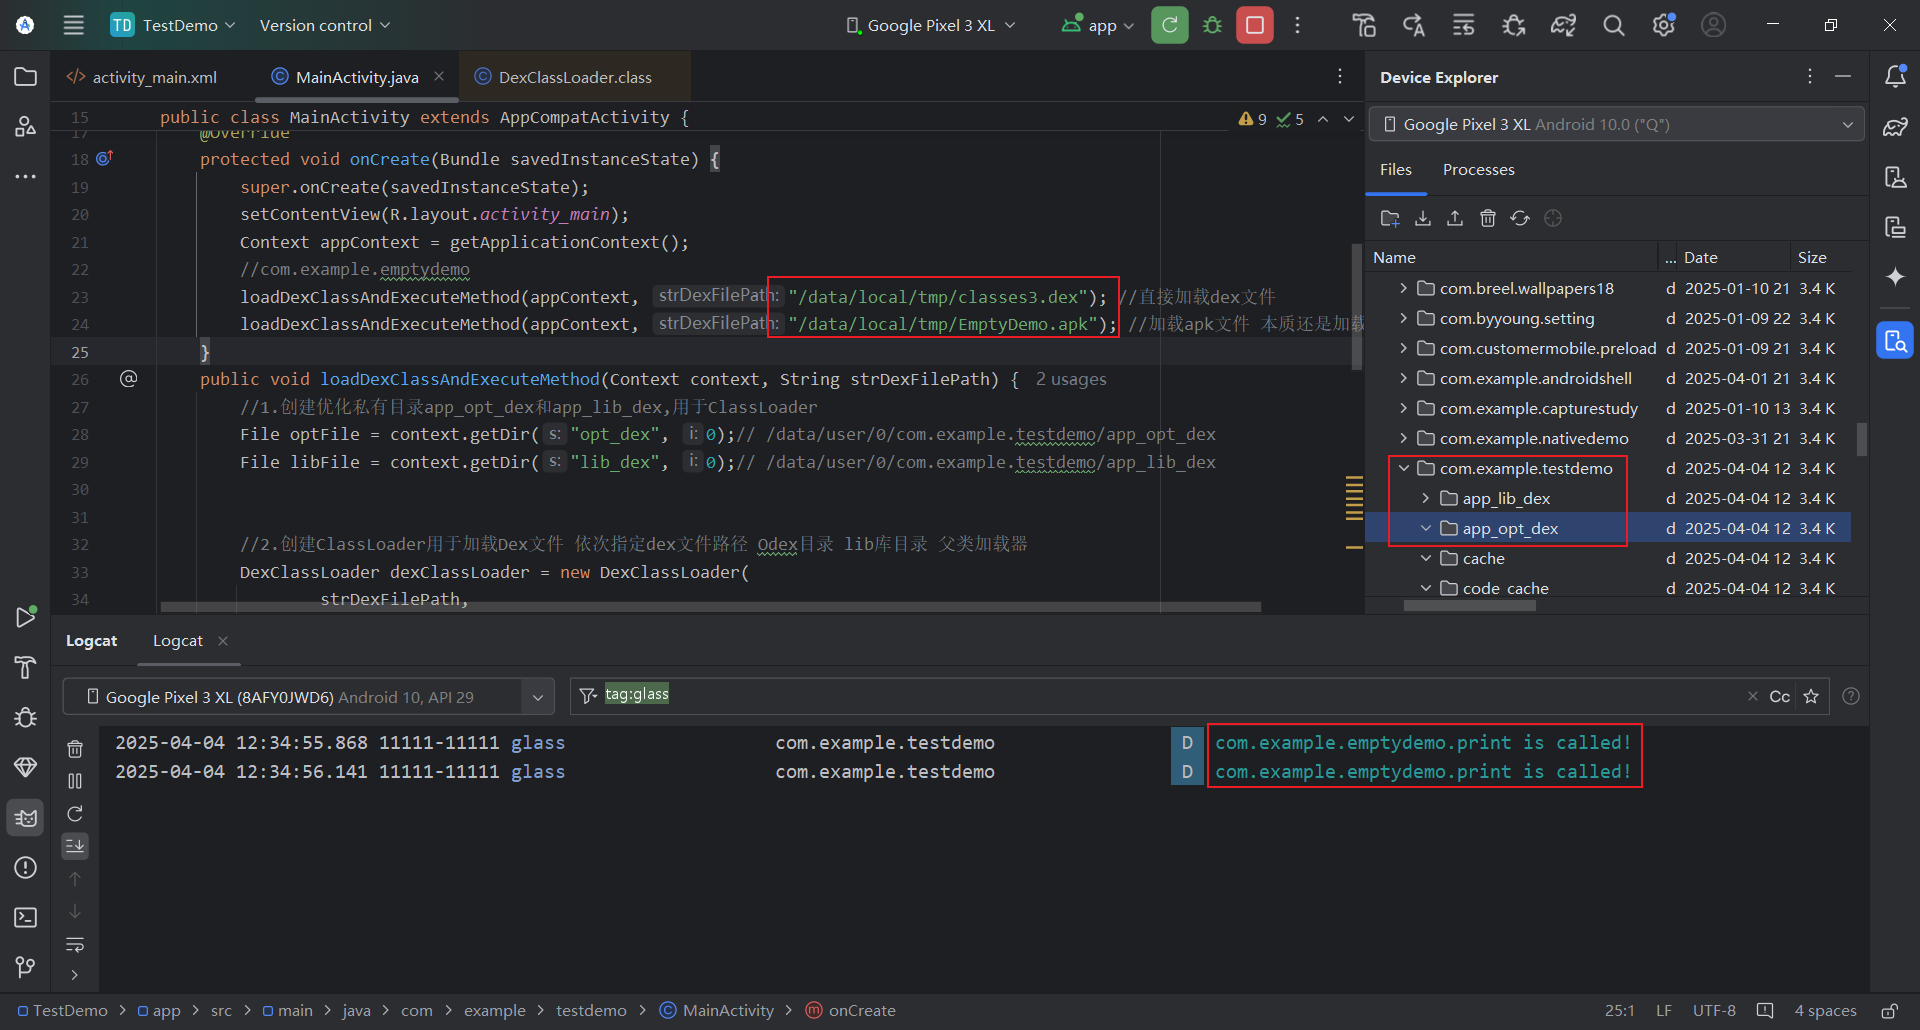 TD TestDemo Version control Google Pixel 3 XL app
activity_main.xml MainActivity.java DexClassLoader.class
15 public class MainActivity extends AppCompatActivity { 9 5
17 @Override
18 protected void onCreate(Bundle savedInstanceState) {
19 super.onCreate(savedInstanceState);
20 setContentView(R.layout.activity_main);
21 Context appContext = getApplicationContext();
22 //com.example.emptydemo
23 loadDexClassAndExecuteMethod(appContext, strDexFilePath: "/data/local/tmp/classes3.dex"); //直接加载dex文件
24 loadDexClassAndExecuteMethod(appContext, strDexFilePath: "/data/local/tmp/EmptyDemo.apk"); //加载apk文件 本质还是加载
25 }
26 public void loadDexClassAndExecuteMethod(Context context, String strDexFilePath) { 2 usages
27 //1.创建优化私有目录app_opt_dex和app_lib_dex,用于ClassLoader
28 File optFile = context.getDir( s: "opt_dex", i: 0);// /data/user/0/com.example.testdemo/app_opt_dex
29 File libFile = context.getDir( s: "lib_dex", i: 0);// /data/user/0/com.example.testdemo/app_lib_dex
30
31
32 //2.创建ClassLoader用于加载Dex文件 依次指定dex文件路径 Odex目录 lib库目录 父类加载器
33 DexClassLoader dexClassLoader = new DexClassLoader(
34 strDexFilePath,
Device Explorer
Google Pixel 3 XL Android 10.0 ("Q")
Files Processes
Name ... Date Size
com.breel.wallpapers18 d 2025-01-10 21 3.4 K
com.byyoung.setting d 2025-01-09 22 3.4 K
com.customermobile.preload d 2025-01-09 21 3.4 K
com.example.androidshell d 2025-04-01 21 3.4 K
com.example.capturestudy d 2025-01-10 13 3.4 K
com.example.nativedemo d 2025-03-31 21 3.4 K
com.example.testdemo d 2025-04-04 12 3.4 K
app_lib_dex d 2025-04-04 12 3.4 K
app_opt_dex d 2025-04-04 12 3.4 K
cache d 2025-04-04 12 3.4 K
code_cache d 2025-04-04 12 3.4 K
Logcat Logcat
Google Pixel 3 XL (8AFY0JWD6) Android 10, API 29 tag:glass Cc
2025-04-04 12:34:55.868 11111-11111 glass com.example.testdemo D com.example.emptydemo.print is called!
2025-04-04 12:34:56.141 11111-11111 glass com.example.testdemo D com.example.emptydemo.print is called!
TestDemo > app > src > main > java > com > example > testdemo > MainActivity > onCreate 25:1 LF UTF-8 4 spaces